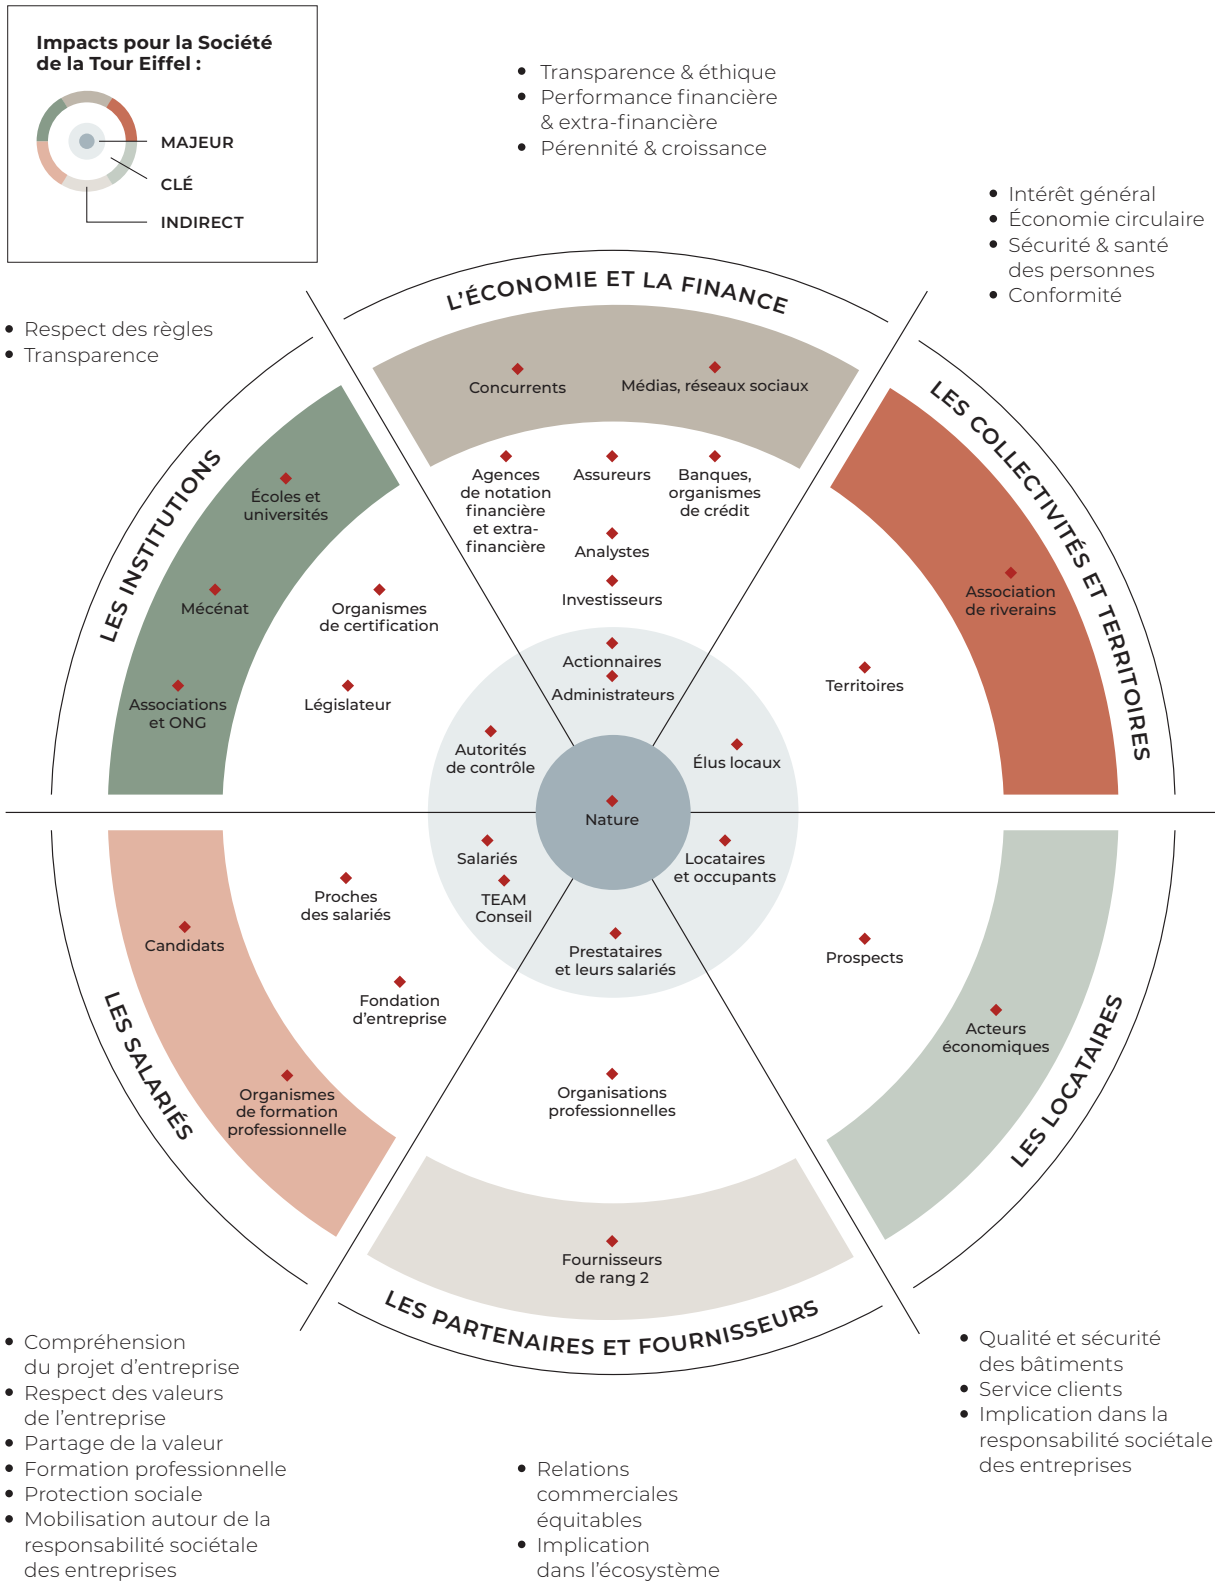 Impacts pour la Société
de la Tour Eiffel :
MAJEUR
CLÉ
INDIRECT
• Transparence & éthique
• Performance financière
& extra-financière
• Pérennité & croissance
• Intérêt général
• Économie circulaire
• Sécurité & santé
des personnes
• Conformité
• Respect des règles
• Transparence
L'ÉCONOMIE ET LA FINANCE
Concurrents
Médias, réseaux sociaux
Agences
de notation
financière
et extra-
financière
Assureurs
Banques,
organismes
de crédit
Analystes
Investisseurs
Actionnaires
Administrateurs
LES COLLECTIVITÉS ET TERRITOIRES
Association
de riverains
Territoires
Élus locaux
LES INSTITUTIONS
Écoles et
universités
Mécénat
Associations
et ONG
Organismes
de certification
Législateur
Autorités
de contrôle
Nature
LES SALARIÉS
Salariés
TEAM
Conseil
Proches
des salariés
Fondation
d'entreprise
Candidats
Organismes
de formation
professionnelle
LES PARTENAIRES ET FOURNISSEURS
Prestataires
et leurs salariés
Organisations
professionnelles
Fournisseurs
de rang 2
LES LOCATAIRES
Locataires
et occupants
Prospects
Acteurs
économiques
• Compréhension
du projet d'entreprise
• Respect des valeurs
de l'entreprise
• Partage de la valeur
• Formation professionnelle
• Protection sociale
• Mobilisation autour de la
responsabilité sociétale
des entreprises
• Relations
commerciales
équitables
• Implication
dans l'écosystème
• Qualité et sécurité
des bâtiments
• Service clients
• Implication dans la
responsabilité sociétale
des entreprises